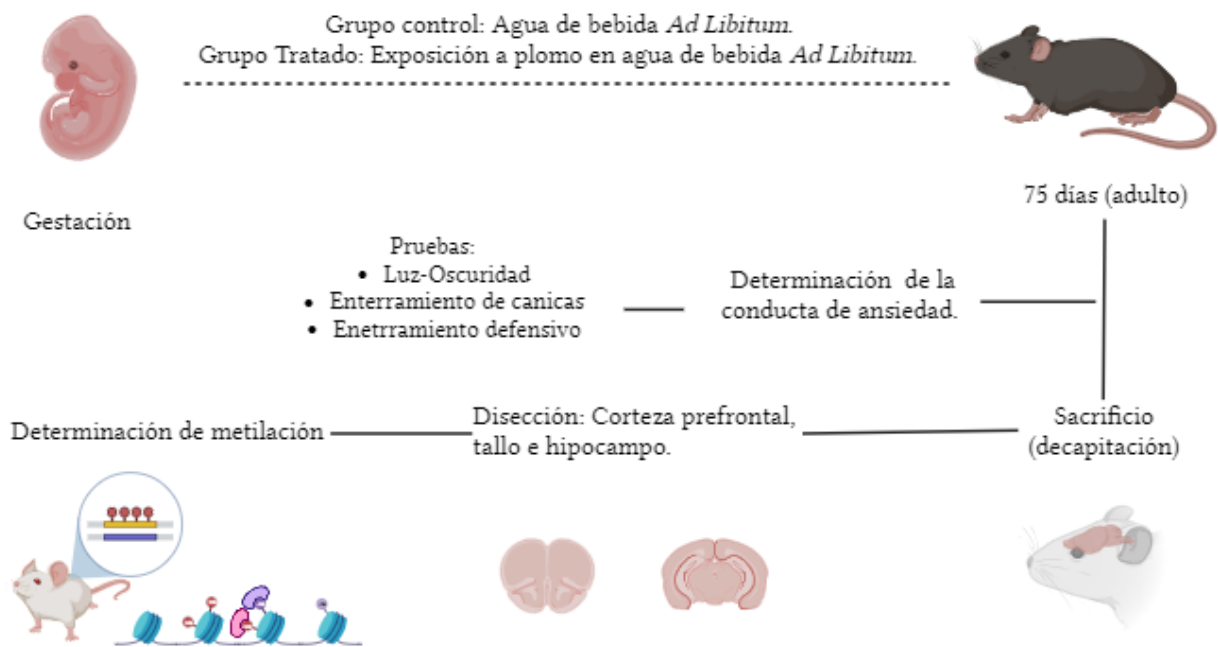 Grupo control: Agua de bebida Ad Libitum.
Grupo Tratado: Exposición a plomo en agua de bebida Ad Libitum.
Gestación
75 días (adulto)
Pruebas:
• Luz-Oscuridad
• Enterramiento de canicas
• Enetrramiento defensivo
Determinación de la
conducta de ansiedad.
Determinación de metilación
Disección: Corteza prefrontal,
tallo e hipocampo.
Sacrificio
(decapitación)